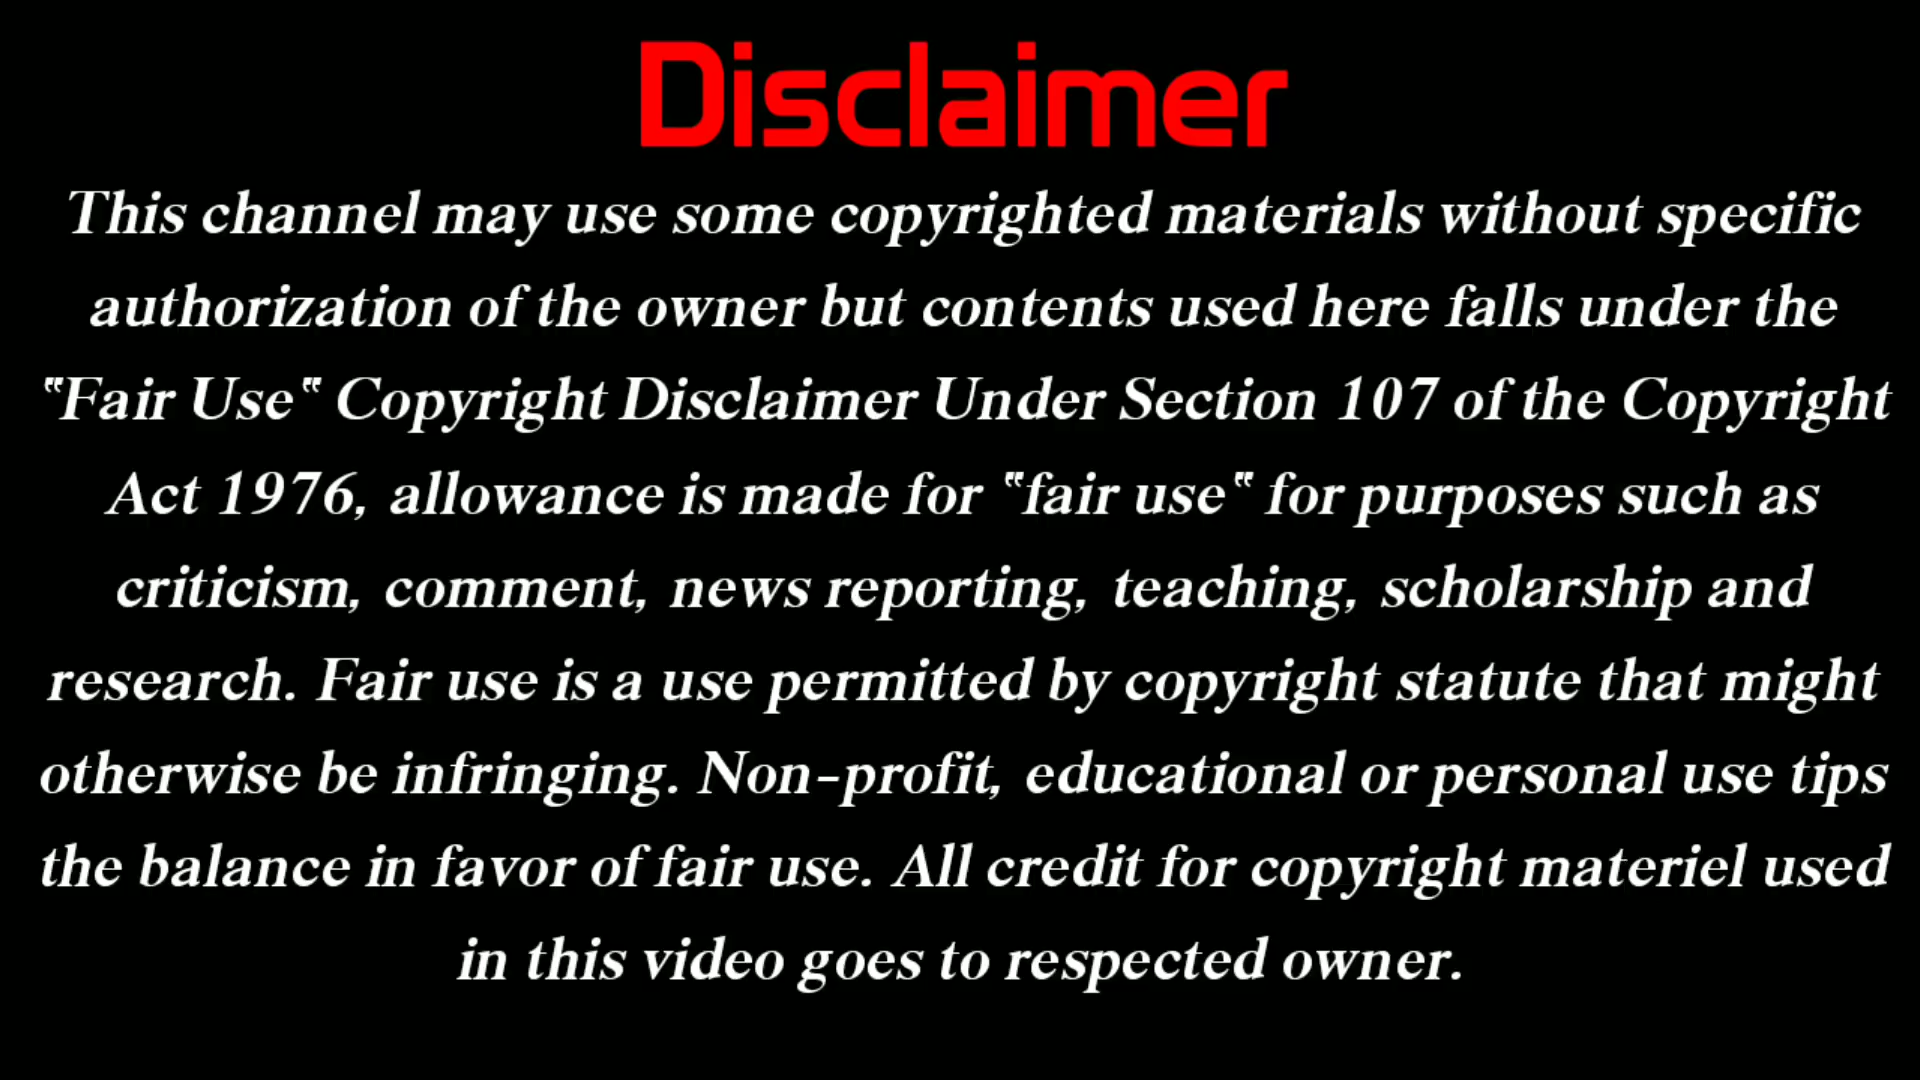 Disclaimer
This channel may use some copyrighted materials without specific
authorization of the owner but contents used here falls under the
“Fair Use“ Copyright Disclaimer Under Section 107 of the Copyright
Act 1976, allowance is made for “fair use“ for purposes such as
criticism, comment, news reporting, teaching, scholarship and
research. Fair use is a use permitted by copyright statute that might
otherwise be infringing. Non-profit, educational or personal use tips
the balance in favor of fair use. All credit for copyright materiel used
in this video goes to respected owner.